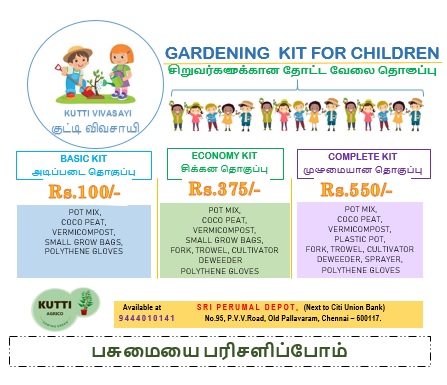 GARDENING KIT FOR CHILDREN
சிறுவர்களுக்கான தோட்ட வேலை தொகுப்பு
KUTTI VIVASAYI
குட்டி விவசாயி
BASIC KIT
அடிப்படை தொகுப்பு
Rs.100/-
POT MIX,
COCO PEAT,
VERMICOMPOST,
SMALL GROW BAGS,
POLYTHENE GLOVES
ECONOMY KIT
சிக்கன தொகுப்பு
Rs.375/-
POT MIX,
COCO PEAT,
VERMICOMPOST,
SMALL GROW BAGS
FORK, TROWEL, CULTIVATOR
DEWEEDER
POLYTHENE GLOVES
COMPLETE KIT
முழுமையான தொகுப்பு
Rs.550/-
POT MIX,
COCO PEAT,
VERMICOMPOST,
PLASTIC POT,
FORK, TROWEL, CULTIVATOR
DEWEEDER, SPRAYER,
POLYTHENE GLOVES
KUTTI
AGRICO
Available at SRI PERUMAL DEPOT, (Next to Citi Union Bank)
9444010141 No.95, P.V.V.Road, Old Pallavaram, Chennai – 600117.
பசுமையை பரிசளிப்போம்